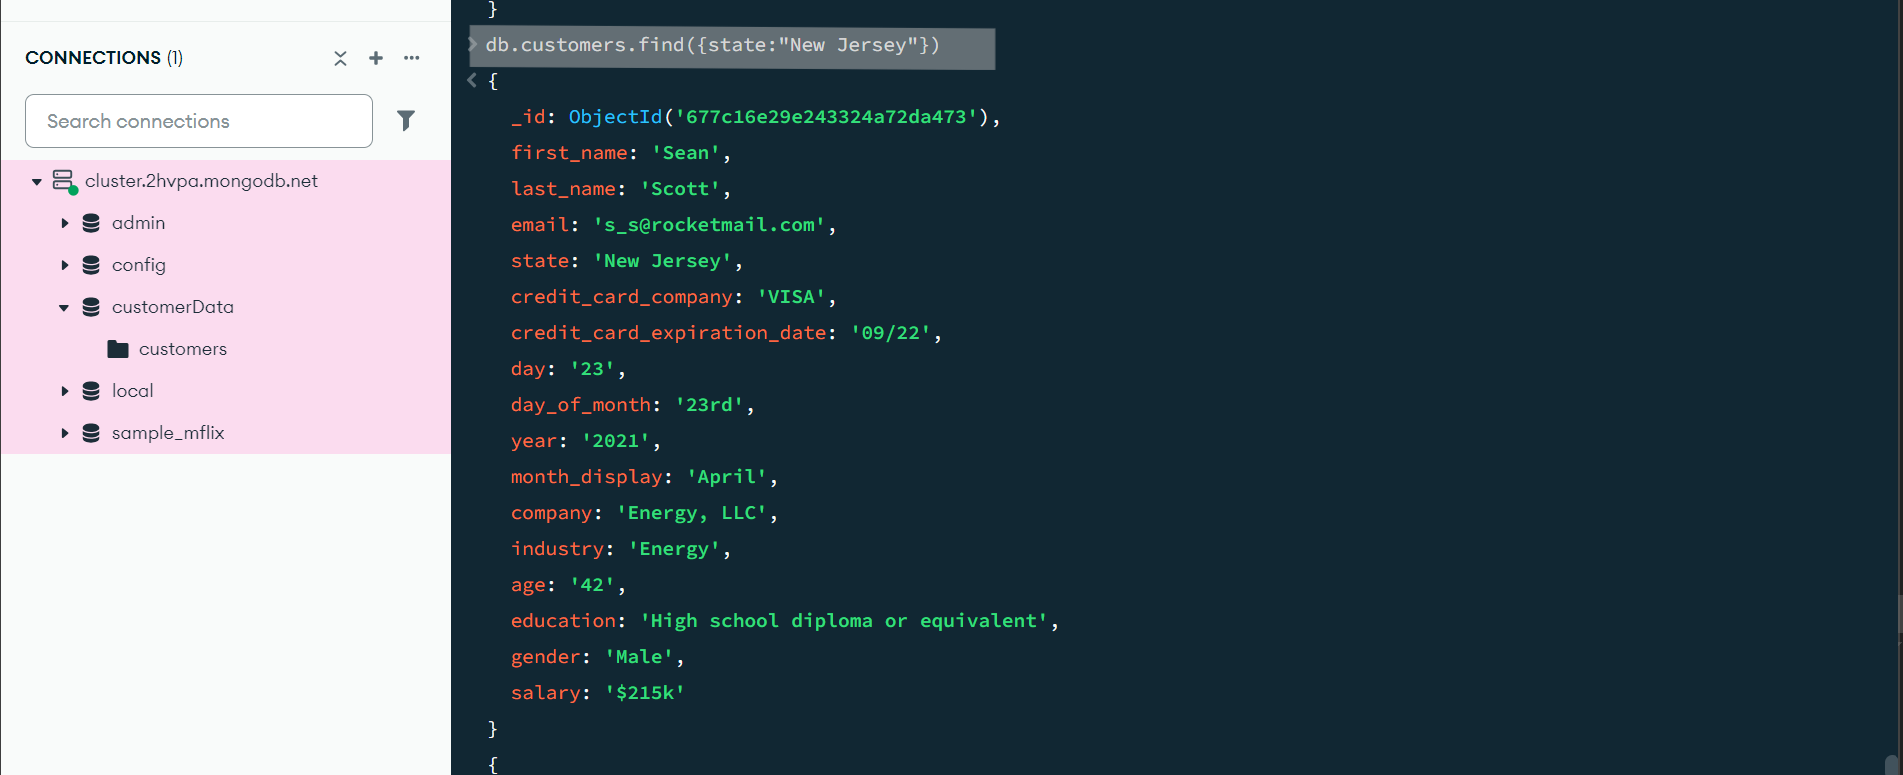 CONNECTIONS (1)
Search connections
cluster.2hvpa.mongodb.net
admin
config
customerData
customers
local
sample_mflix
}
> db.customers.find({state:"New Jersey"})
< {
_id: ObjectId('677c16e29e243324a72da473'),
first_name: 'Sean',
last_name: 'Scott',
email: 's_s@rocketmail.com',
state: 'New Jersey',
credit_card_company: 'VISA',
credit_card_expiration_date: '09/22',
day: '23',
day_of_month: '23rd',
year: '2021',
month_display: 'April',
company: 'Energy, LLC',
industry: 'Energy',
age: '42',
education: 'High school diploma or equivalent',
gender: 'Male',
salary: '$215k'
}
{